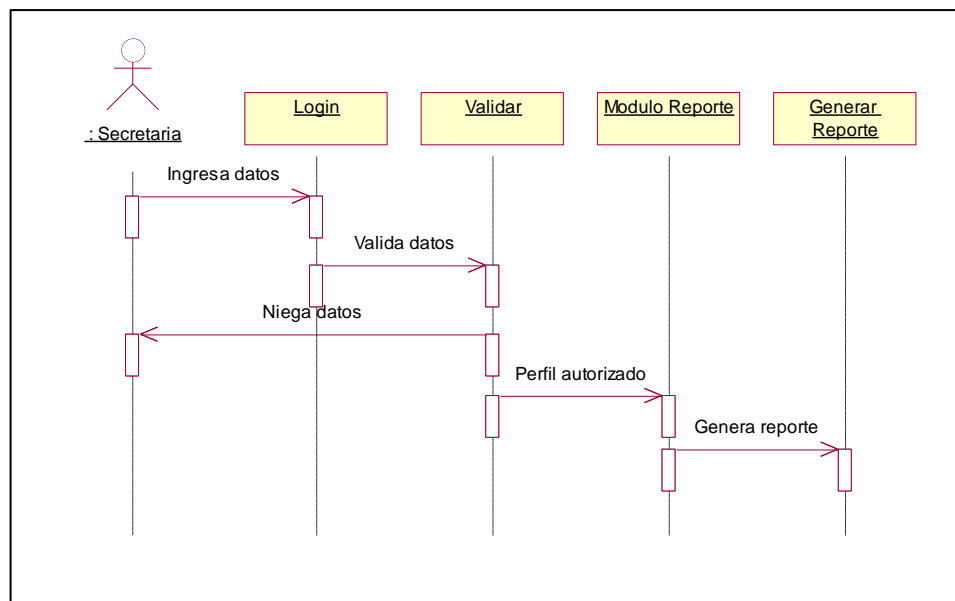 : Secretaria
Login
Validar
Modulo Reporte
Generar
Reporte
Ingresa datos
Valida datos
Niega datos
Perfil autorizado
Genera reporte